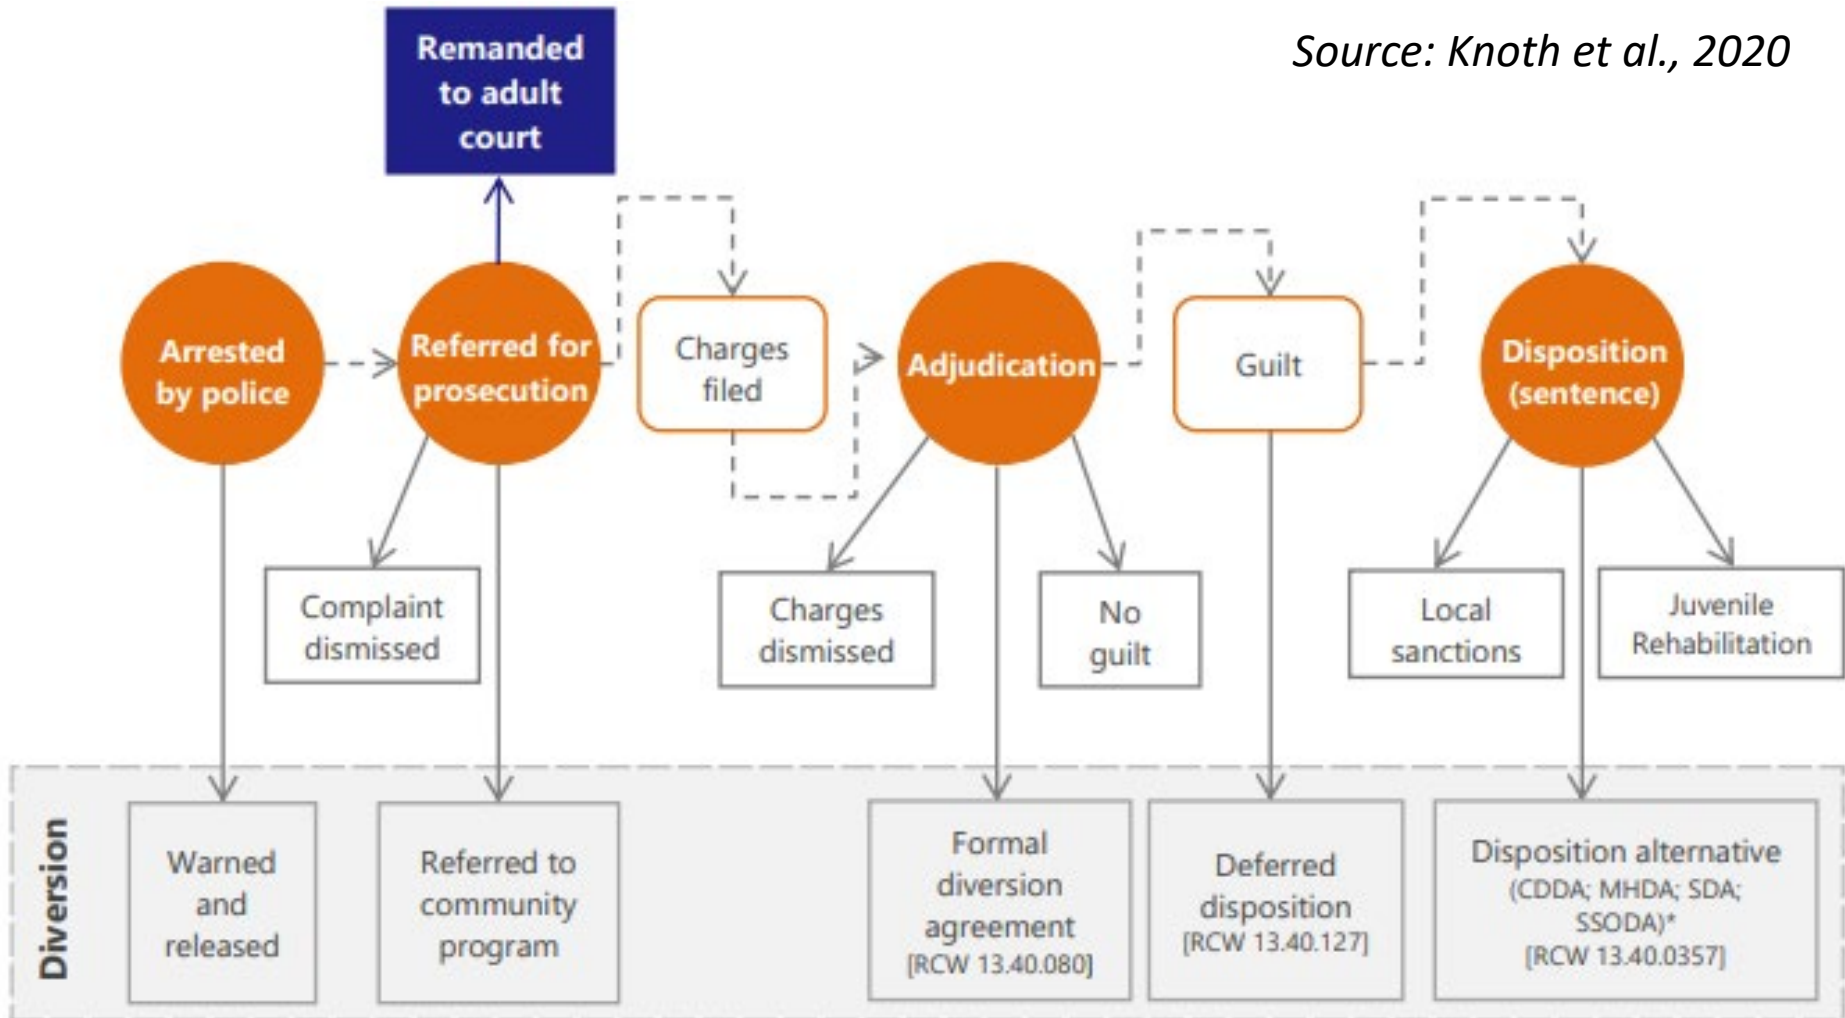 Source: Knoth et al., 2020
Remanded
to adult
court
Arrested
by police
Referred for
prosecution
Charges
filed
Adjudication
Guilt
Disposition
(sentence)
Complaint
dismissed
Charges
dismissed
No
guilt
Local
sanctions
Juvenile
Rehabilitation
Diversion
Warned
and
released
Referred to
community
program
Formal
diversion
agreement
[RCW 13.40.080]
Deferred
disposition
[RCW 13.40.127]
Disposition alternative
(CDDA; MHDA; SDA;
SSODA)*
[RCW 13.40.0357]